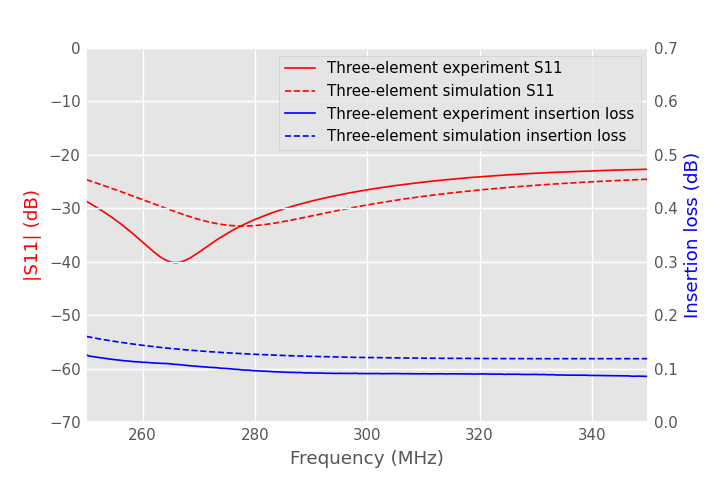 0 0.7
Three-element experiment S11
Three-element simulation S11
Three-element experiment insertion loss
Three-element simulation insertion loss
−10 0.6
−20 0.5
−30 0.4
−40 0.3
−50 0.2
−60 0.1
−70 0.0
|S11| (dB)
Insertion loss (dB)
260 280 300 320 340
Frequency (MHz)